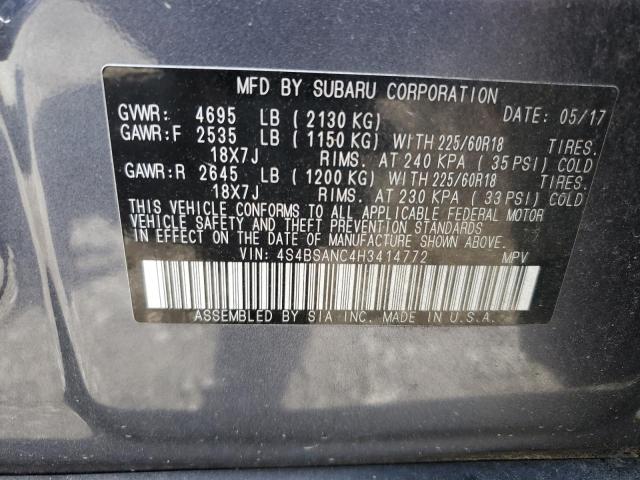 MFD BY SUBARU CORPORATION
GVWR: 4695 LB ( 2130 KG) DATE: 05/17
GAWR:F 2535 LB ( 1150 KG) WITH 225/60R18 TIRES.
18X7J RIMS. AT 240 KPA ( 35 PSI) COLD
GAWR:R 2645 LB ( 1200 KG) WITH 225/60R18 TIRES.
18X7J RIMS. AT 230 KPA ( 33 PSI) COLD
THIS VEHICLE CONFORMS TO ALL APPLICABLE FEDERAL MOTOR
VEHICLE SAFETY AND THEFT PREVENTION STANDARDS
IN EFFECT ON THE DATE OF MANUFACTURE SHOWN ABOVE.
VIN: 4S4BSANC4H3414772 MPV
ASSEMBLED BY SIA INC. MADE IN U.S.A.